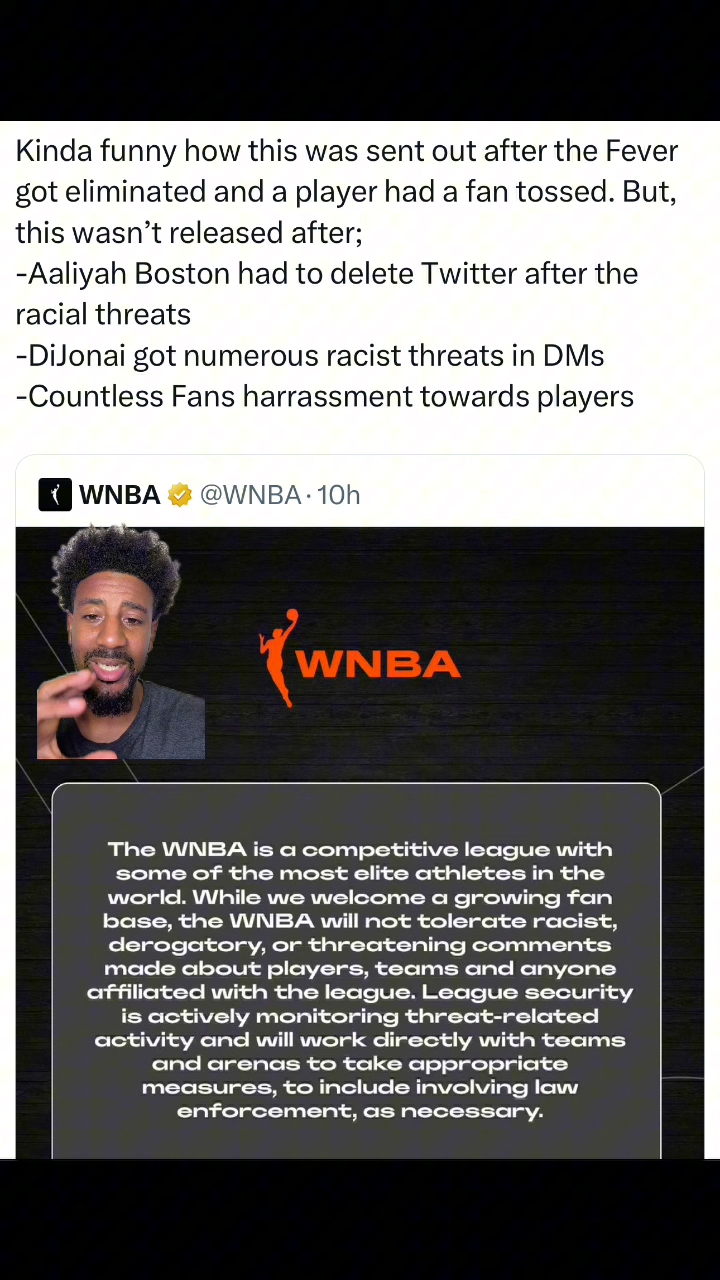 Kinda funny how this was sent out after the Fever
got eliminated and a player had a fan tossed. But,
this wasn’t released after;
-Aaliyah Boston had to delete Twitter after the
racial threats
-DiJonai got numerous racist threats in DMs
-Countless Fans harrassment towards players
WNBA @WNBA · 10h
WNBA
The WNBA is a competitive league with
some of the most elite athletes in the
world. While we welcome a growing fan
base, the WNBA will not tolerate racist,
derogatory, or threatening comments
made about players, teams and anyone
affiliated with the league. League security
is actively monitoring threat-related
activity and will work directly with teams
and arenas to take appropriate
measures, to include involving law
enforcement, as necessary.